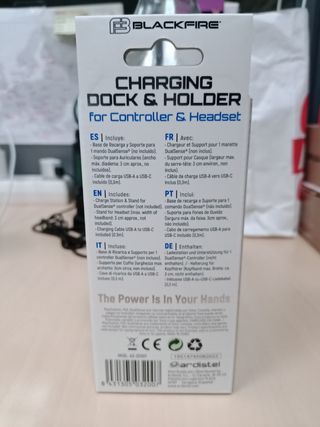 BLACKFIRE®
CHARGING
DOCK & HOLDER
for Controller & Headset
ES | Incluye:
· Base de Recarga y Soporte para
1 mando DualSense® (no incluido).
· Soporte para Auriculares (ancho
máx. diadema: 3 cm aprox, no
incluidos).
· Cable de carga USB-A a USB-C
incluido (0,3m).
FR | Avec:
· Chargeur et Support pour 1 manette
DualSense® (non incluse).
· Support pour Casque (largeur max.
du serre-tête: 3 cm environ, non
inclus).
· Câble de charge USB-A vers USB-C
inclus (0,3m).
EN | Includes:
· Charge Station & Stand for
DualSense® controller (not included).
· Stand for Headset (max. width of
headband: 3 cm approx, not
included).
· Charging Cable USB-A to USB-C
included (0.3m).
PT | Inclui:
· Base de Recarga e Suporte para 1
comando DualSense® (não incluído).
· Suporte para Fones de Ouvido
(largura máxima da faixa: 3cm aprox,
não incluídos).
· Cabo de carregamento USB-A para
USB-C incluído (0,3m).
IT | Include:
· Base di Ricarica e Supporto per 1
controller DualSense® (non incluso).
· Supporto per Cuffie (larghezza max
archetto: 3cm, non incluse).
· Cavo di ricarica da USB-A a USB-C
incluso (0,3 m).
DE | Enthalten:
· Ladestation und Unterstützung für 1
DualSense®-Controller (nicht
enthalten). / Halterung für
Kopfhörer (Kopfband max. Breite: ca
3 cm, nicht enthalten).
· Inklusive USB-A zu USB-C-Ladekabel
(0,3 m).
The Power Is In Your Hands
CE
8 431305 032007
ardistel